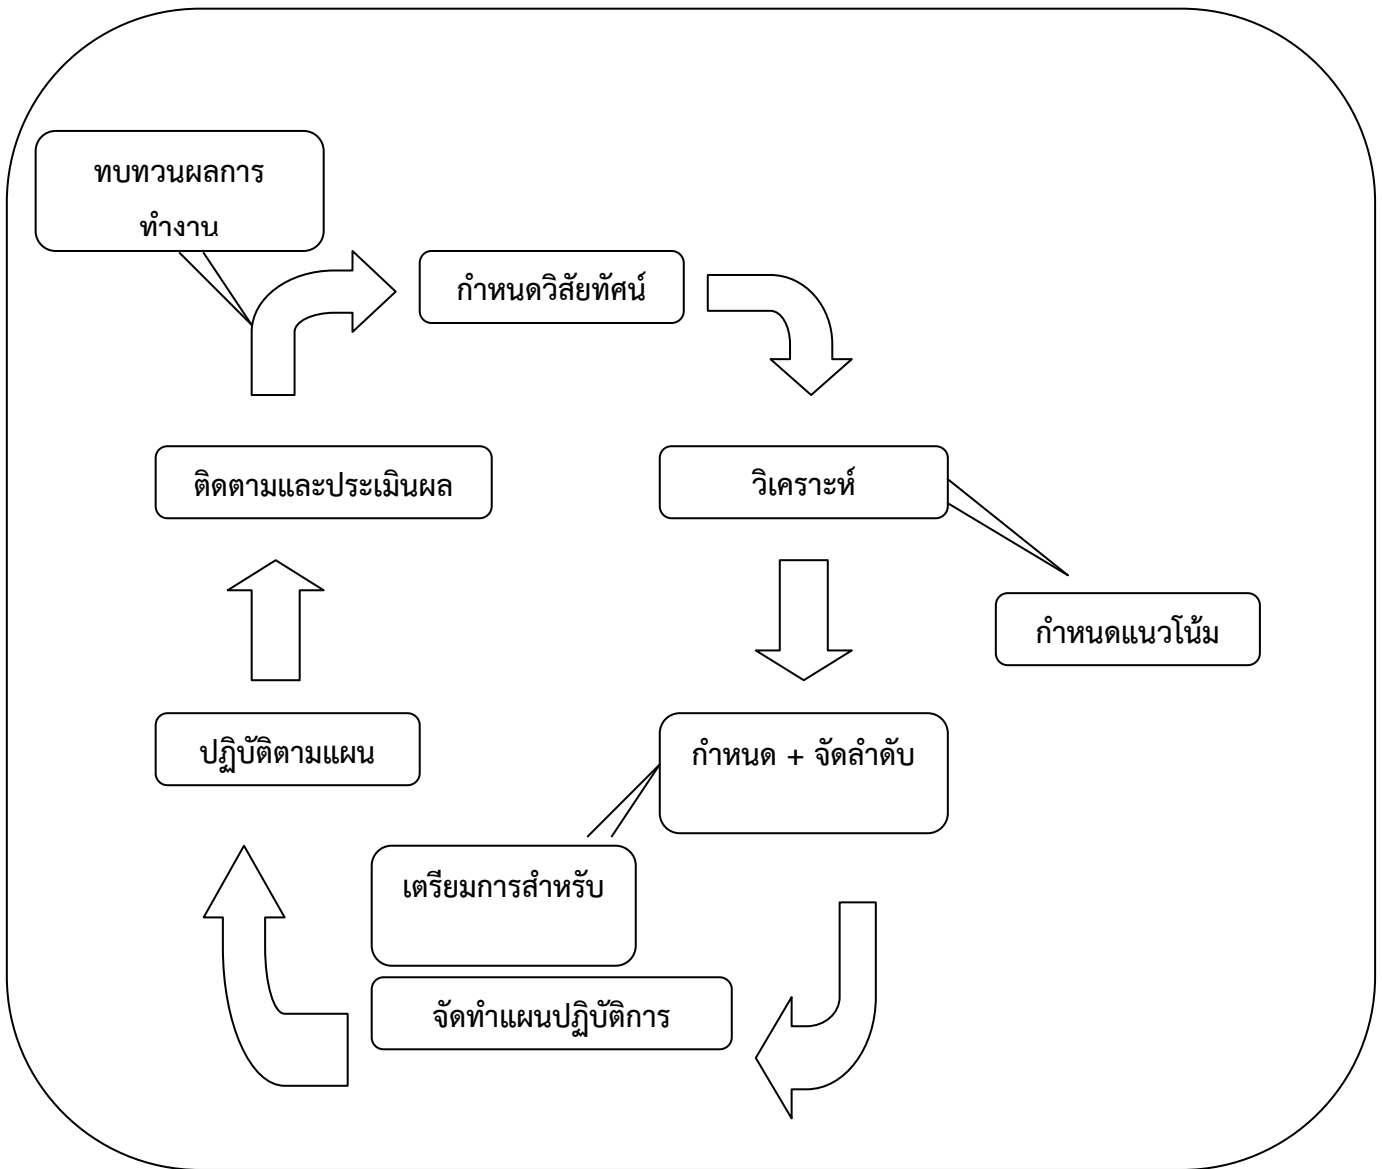 ทบทวนผลการ
ทำงาน
กำหนดวิสัยทัศน์
ติดตามและประเมินผล
วิเคราะห์
กำหนดแนวโน้ม
ปฏิบัติตามแผน
กำหนด + จัดลำดับ
เตรียมการสำหรับ
จัดทำแผนปฏิบัติการ